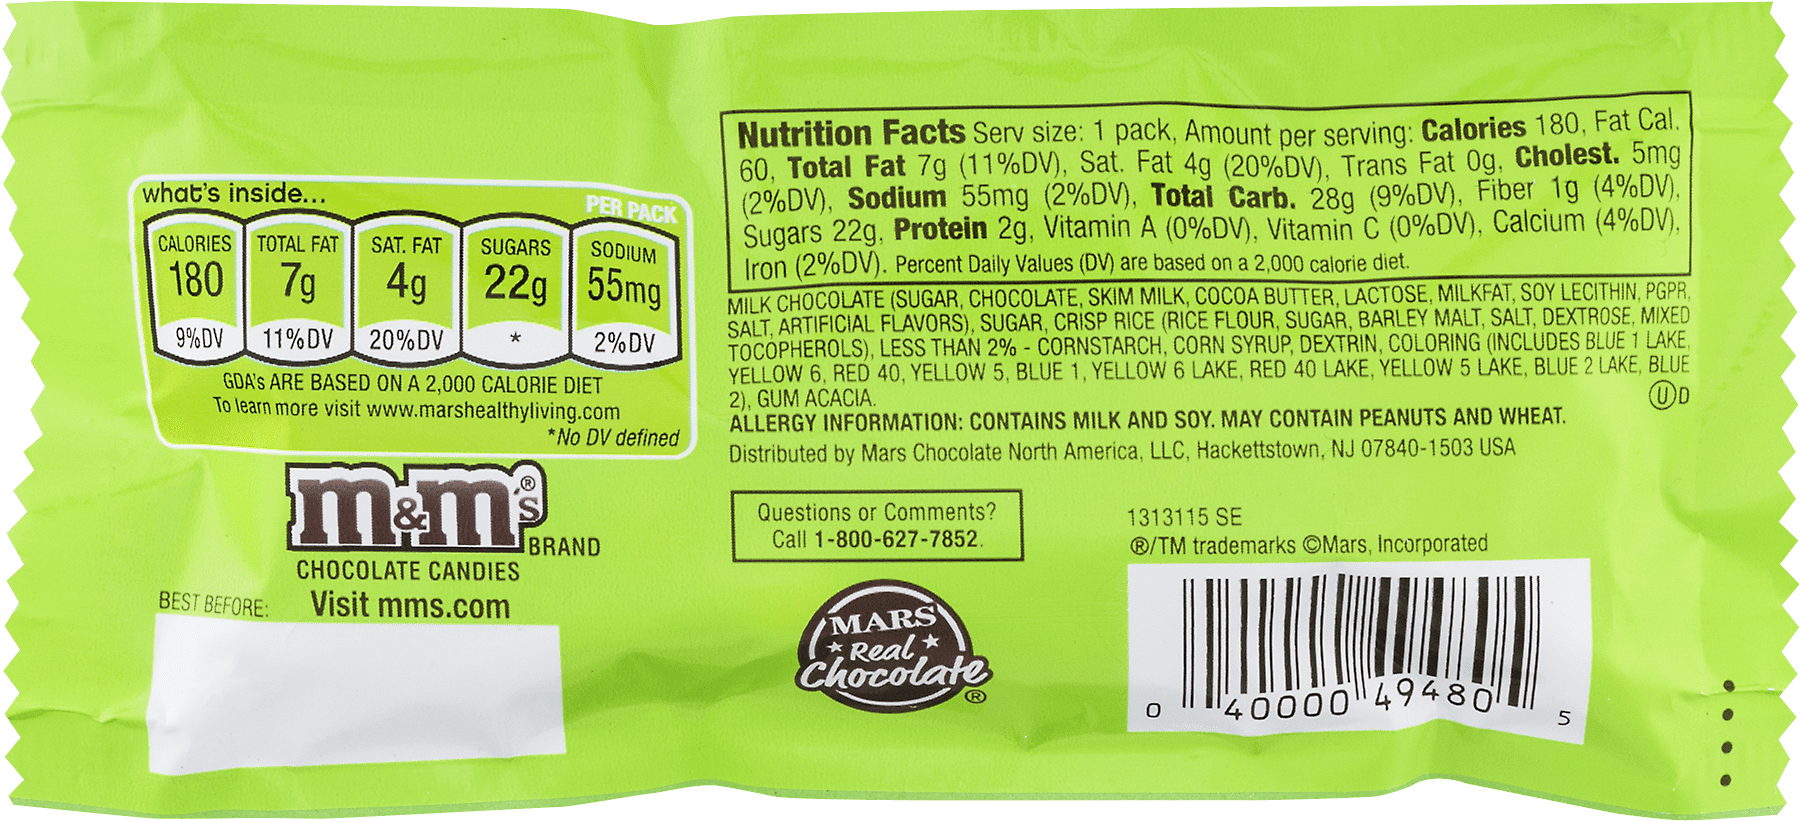 what's inside...
PER PACK
CALORIES
180
9%DV
TOTAL FAT
7g
11%DV
SAT. FAT
4g
20%DV
SUGARS
22g
*
SODIUM
55mg
2%DV
GDA's ARE BASED ON A 2,000 CALORIE DIET
To learn more visit www.marshealthyliving.com
*No DV defined
m&m's®
BRAND
CHOCOLATE CANDIES
Visit mms.com
BEST BEFORE:
Nutrition Facts Serv size: 1 pack, Amount per serving: Calories 180, Fat Cal.
60, Total Fat 7g (11%DV), Sat. Fat 4g (20%DV), Trans Fat 0g, Cholest. 5mg
(2%DV), Sodium 55mg (2%DV), Total Carb. 28g (9%DV), Fiber 1g (4%DV),
Sugars 22g, Protein 2g, Vitamin A (0%DV), Vitamin C (0%DV), Calcium (4%DV),
Iron (2%DV). Percent Daily Values (DV) are based on a 2,000 calorie diet.
MILK CHOCOLATE (SUGAR, CHOCOLATE, SKIM MILK, COCOA BUTTER, LACTOSE, MILKFAT, SOY LECITHIN, PGPR,
SALT, ARTIFICIAL FLAVORS), SUGAR, CRISP RICE (RICE FLOUR, SUGAR, BARLEY MALT, SALT, DEXTROSE, MIXED
TOCOPHEROLS), LESS THAN 2% - CORNSTARCH, CORN SYRUP, DEXTRIN, COLORING (INCLUDES BLUE 1 LAKE,
YELLOW 6, RED 40, YELLOW 5, BLUE 1, YELLOW 6 LAKE, RED 40 LAKE, YELLOW 5 LAKE, BLUE 2 LAKE, BLUE
2), GUM ACACIA.
Ⓤ D
ALLERGY INFORMATION: CONTAINS MILK AND SOY. MAY CONTAIN PEANUTS AND WHEAT.
Distributed by Mars Chocolate North America, LLC, Hackettstown, NJ 07840-1503 USA
Questions or Comments?
Call 1-800-627-7852.
MARS
Real
Chocolate®
1313115 SE
®/TM trademarks ©Mars, Incorporated
0 40000 49480 5